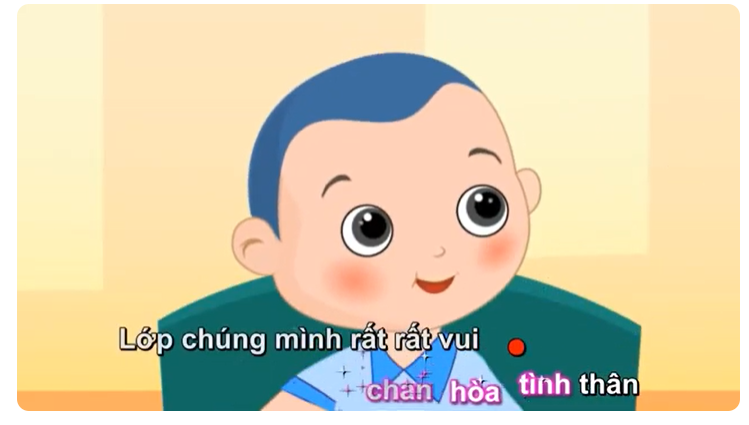 Lớp chúng mình rất rất vui
chan hòa tình thân